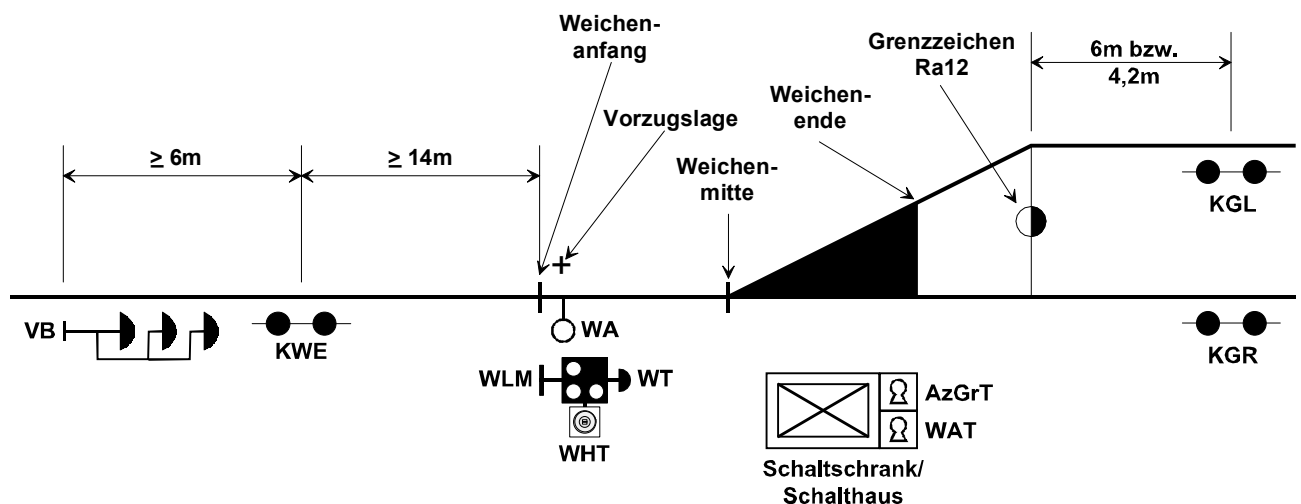 Weichen-
anfang
Grenzzeichen
Ra12
6m bzw.
4,2m
Vorzugslage
Weichen-
ende
≥ 6m
≥ 14m
Weichen-
mitte
KGL
VB
KWE
WA
KGR
WLM
WT
WHT
AzGrT
WAT
Schaltschrank/
Schalthaus